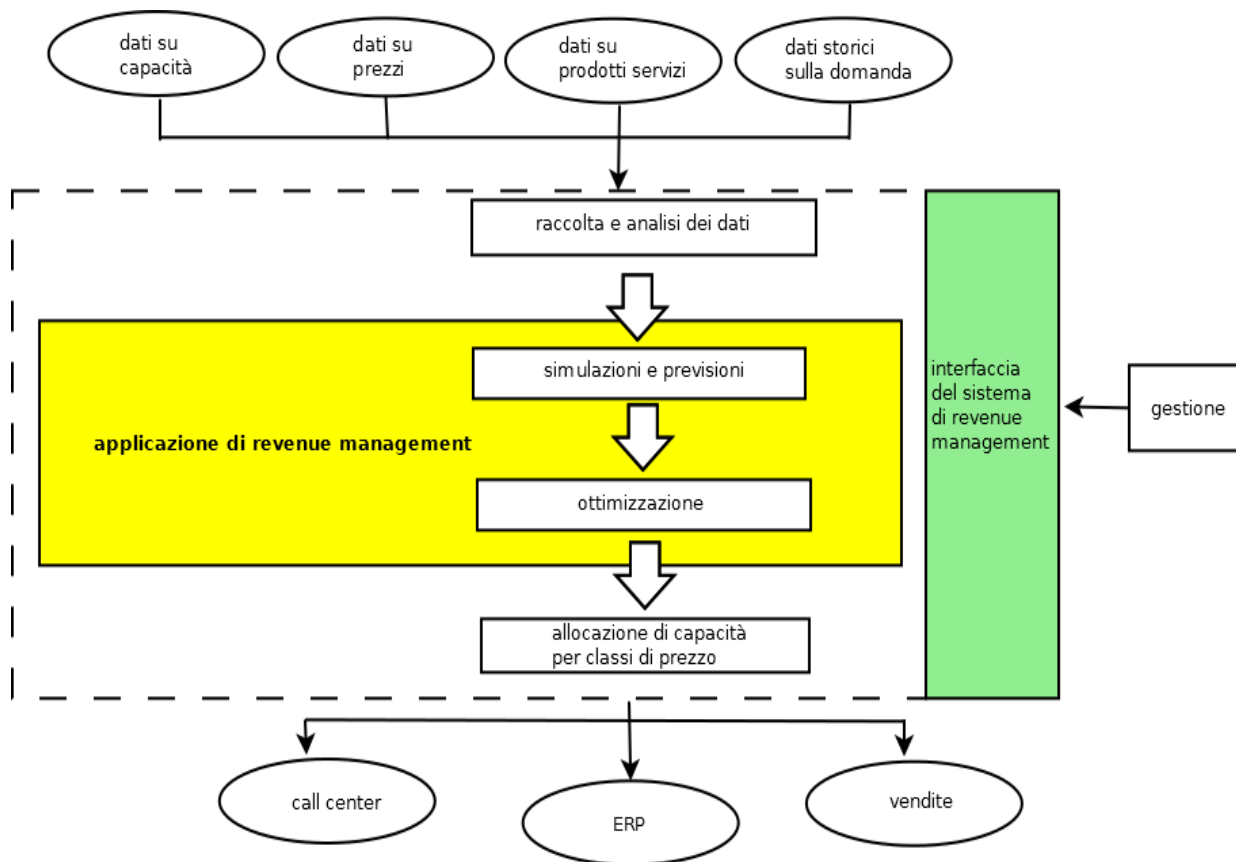 dati su
capacità
dati su
prezzi
dati su
prodotti servizi
dati storici
sulla domanda
raccolta e analisi dei dati
simulazioni e previsioni
applicazione di revenue management
ottimizzazione
allocazione di capacità
per classi di prezzo
interfaccia
del sistema
di revenue
management
gestione
call center
ERP
vendite